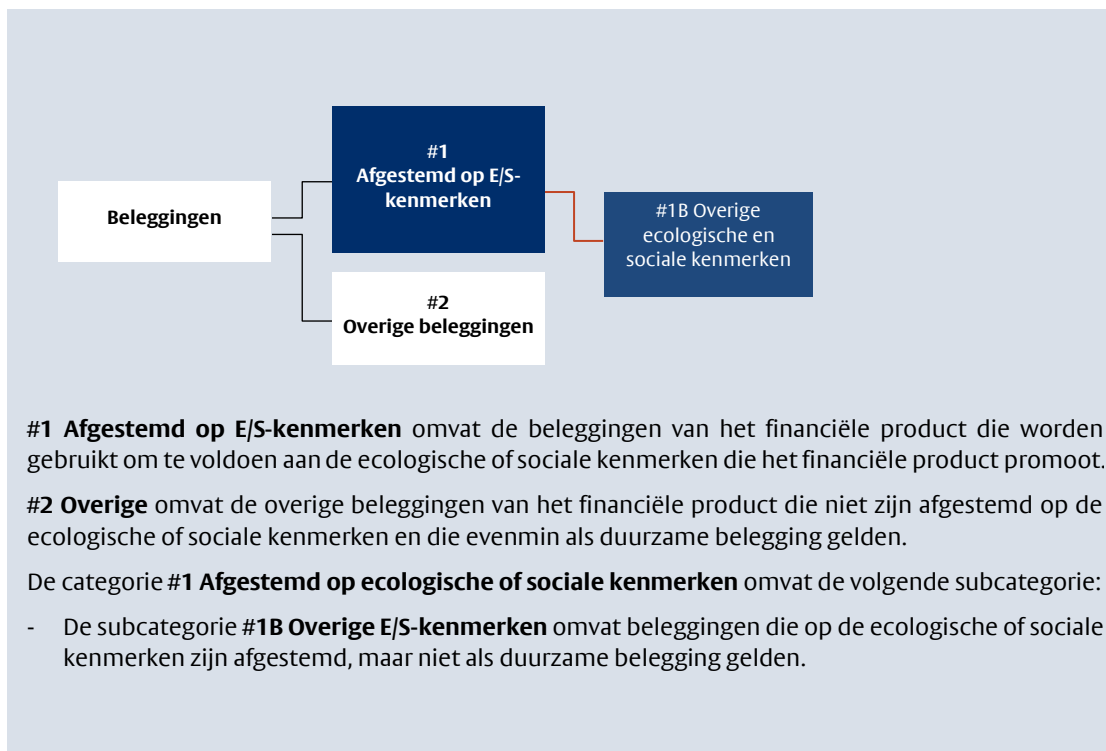 #1
Afgestemd op E/S-
kenmerken
Beleggingen
#1B Overige
ecologische en
sociale kenmerken
#2
Overige beleggingen
#1 Afgestemd op E/S-kenmerken omvat de beleggingen van het financiële product die worden
gebruikt om te voldoen aan de ecologische of sociale kenmerken die het financiële product promoot.
#2 Overige omvat de overige beleggingen van het financiële product die niet zijn afgestemd op de
ecologische of sociale kenmerken en die evenmin als duurzame belegging gelden.
De categorie #1 Afgestemd op ecologische of sociale kenmerken omvat de volgende subcategorie:
- De subcategorie #1B Overige E/S-kenmerken omvat beleggingen die op de ecologische of sociale
kenmerken zijn afgestemd, maar niet als duurzame belegging gelden.